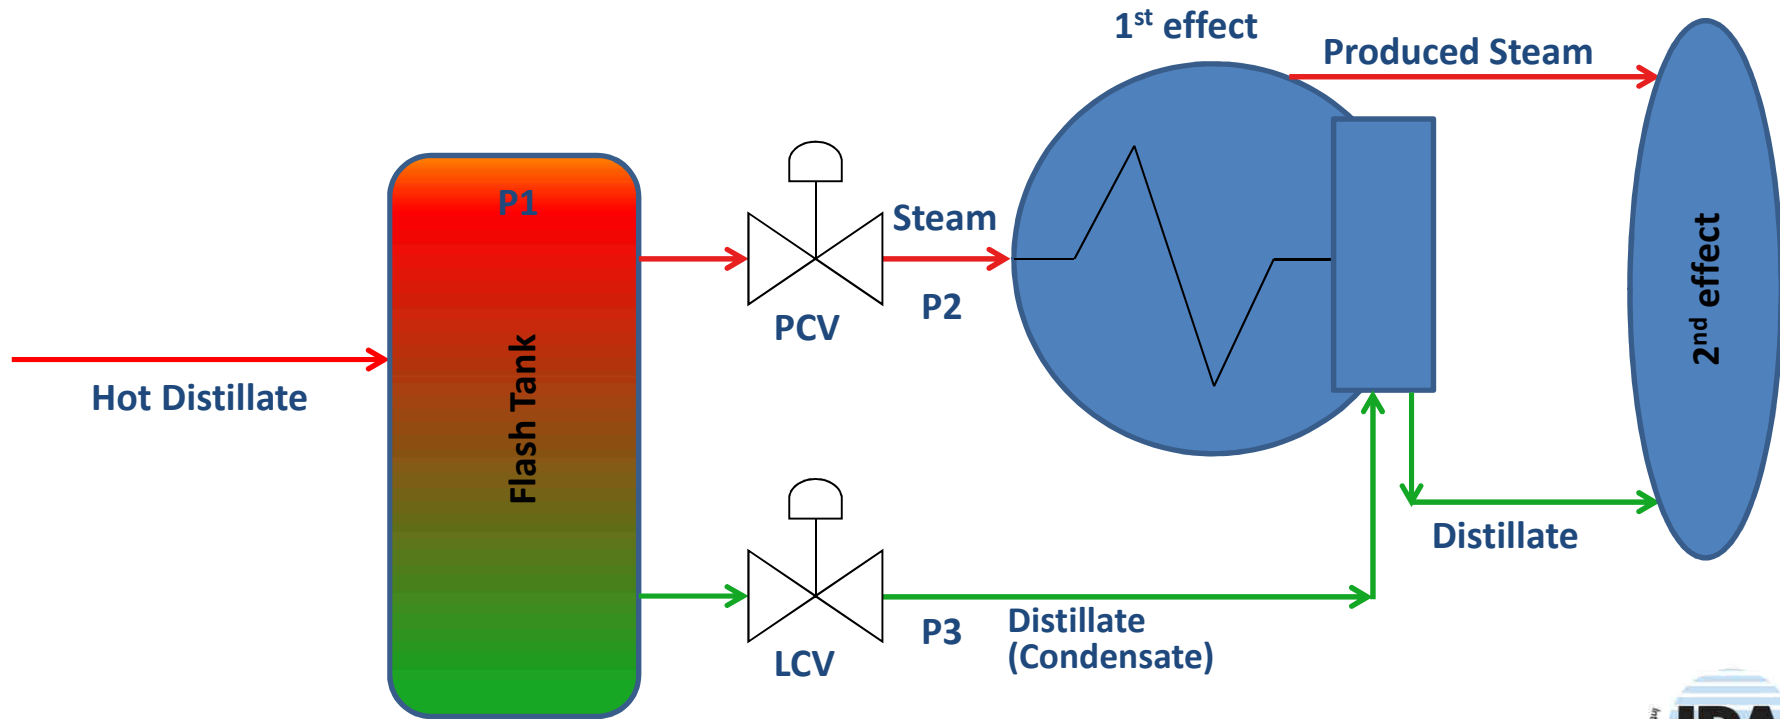 1st effect
Produced Steam
P1
Steam
PCV
P2
2nd effect
Hot Distillate
Flash Tank
Distillate
LCV
P3
Distillate
(Condensate)